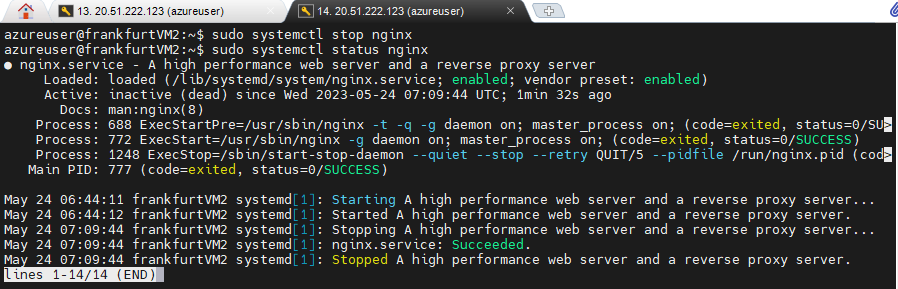 13. 20.51.222.123 (azureuser)
14. 20.51.222.123 (azureuser)
azureuser@frankfurtVM2:~$ sudo systemctl stop nginx
azureuser@frankfurtVM2:~$ sudo systemctl status nginx
● nginx.service - A high performance web server and a reverse proxy server
Loaded: loaded (/lib/systemd/system/nginx.service; enabled; vendor preset: enabled)
Active: inactive (dead) since Wed 2023-05-24 07:09:44 UTC; 1min 32s ago
Docs: man:nginx(8)
Process: 688 ExecStartPre=/usr/sbin/nginx -t -q -g daemon on; master_process on; (code=exited, status=0/SU>
Process: 772 ExecStart=/usr/sbin/nginx -g daemon on; master_process on; (code=exited, status=0/SUCCESS)
Process: 1248 ExecStop=/sbin/start-stop-daemon --quiet --stop --retry QUIT/5 --pidfile /run/nginx.pid (cod>
Main PID: 777 (code=exited, status=0/SUCCESS)
May 24 06:44:11 frankfurtVM2 systemd[1]: Starting A high performance web server and a reverse proxy server...
May 24 06:44:12 frankfurtVM2 systemd[1]: Started A high performance web server and a reverse proxy server.
May 24 07:09:44 frankfurtVM2 systemd[1]: Stopping A high performance web server and a reverse proxy server...
May 24 07:09:44 frankfurtVM2 systemd[1]: nginx.service: Succeeded.
May 24 07:09:44 frankfurtVM2 systemd[1]: Stopped A high performance web server and a reverse proxy server.
lines 1-14/14 (END)